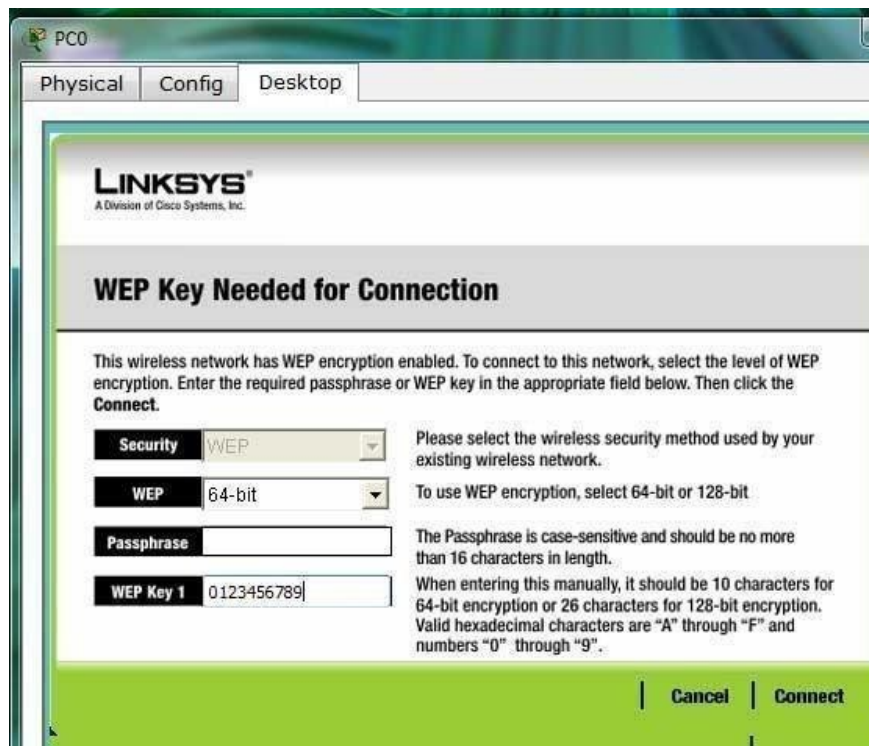 PC0
Physical Config Desktop
LINKSYS®
A Division of Cisco Systems, Inc.
WEP Key Needed for Connection
This wireless network has WEP encryption enabled. To connect to this network, select the level of WEP
encryption. Enter the required passphrase or WEP key in the appropriate field below. Then click the
Connect.
Security WEP Please select the wireless security method used by your
existing wireless network.
WEP 64-bit To use WEP encryption, select 64-bit or 128-bit
Passphrase The Passphrase is case-sensitive and should be no more
than 16 characters in length.
WEP Key 1 0123456789 When entering this manually, it should be 10 characters for
64-bit encryption or 26 characters for 128-bit encryption.
Valid hexadecimal characters are “A” through “F” and
numbers “0” through “9”.
Cancel Connect